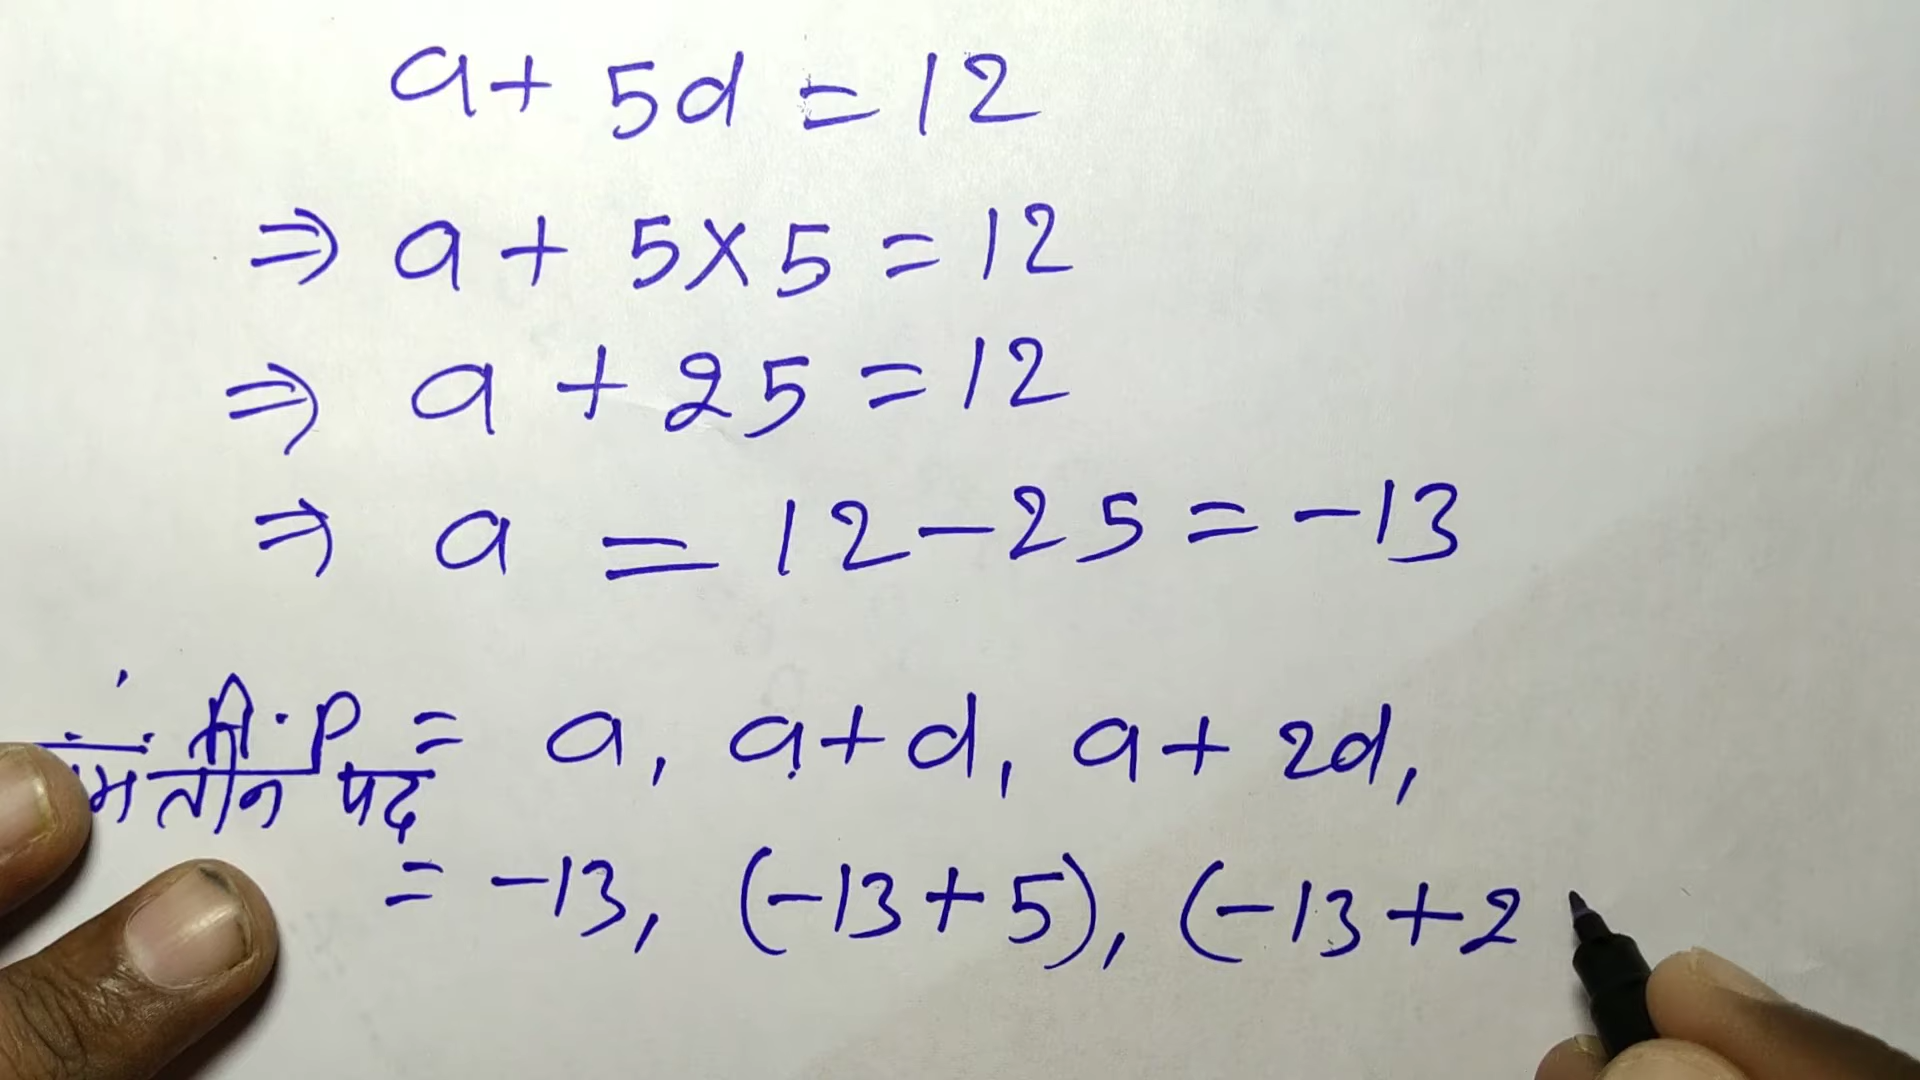 a + 5d = 12
⇒ a + 5×5 = 12
⇒ a + 25 = 12
⇒ a = 12 - 25 = -13
∴ A.P = a, a+d, a+2d,
तीन पद
= -13, (-13+5), (-13+2